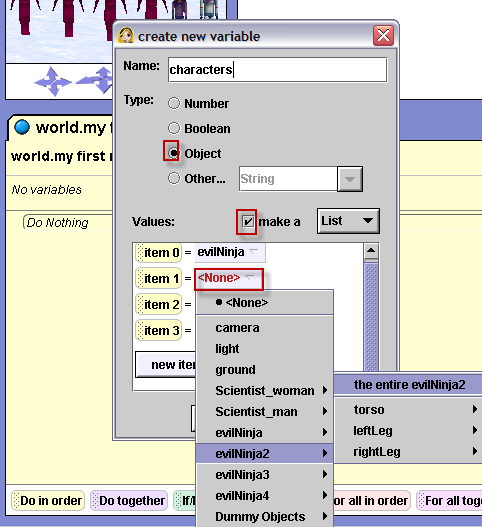 create new variable
Name: characters
Type: Number
Boolean
Object
Other... String
world.my f
world.my first r
No variables
Do Nothing
Values: make a List
item 0 = evilNinja
item 1 = <None>
item 2 =
item 3 =
new iter
<None>
camera
light
ground
Scientist_woman
Scientist_man
evilNinja
evilNinja2
evilNinja3
evilNinja4
Dummy Objects
the entire evilNinja2
torso
leftLeg
rightLeg
Do in order Do together If/ or all in order For all toge